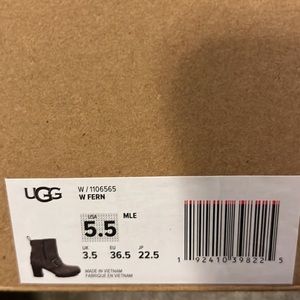 UGG
W / 1106565
W FERN
USA
5.5
MLE
UK EU JP
3.5 36.5 22.5
MADE IN VIETNAM
FABRIQUÉ EN VIETNAM
1 92410 39822 5